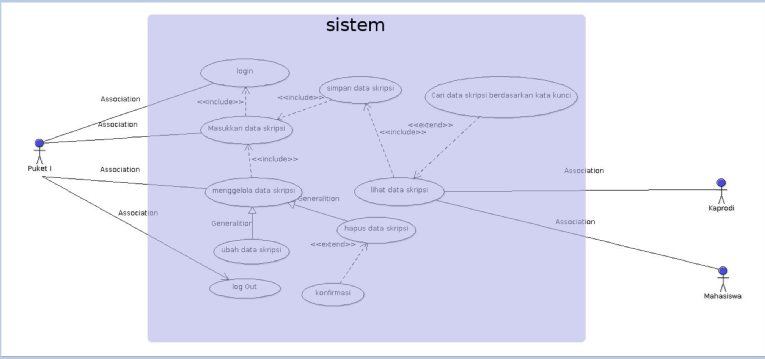 sistem
login
simpan data skripsi
Cari data skripsi berdasarkan kata kunci
Association
<<include>>
<<include>>
Association
Masukkan data skripsi
<<extend>>
<<include>>
<<include>>
Puket I
Association
Association
menggelola data skripsi
lihat data skripsi
Generalition
Kaprodi
Association
Generalition
Association
hapus data skripsi
<<extend>>
ubah data skripsi
log Out
konfirmasi
Mahasiswa